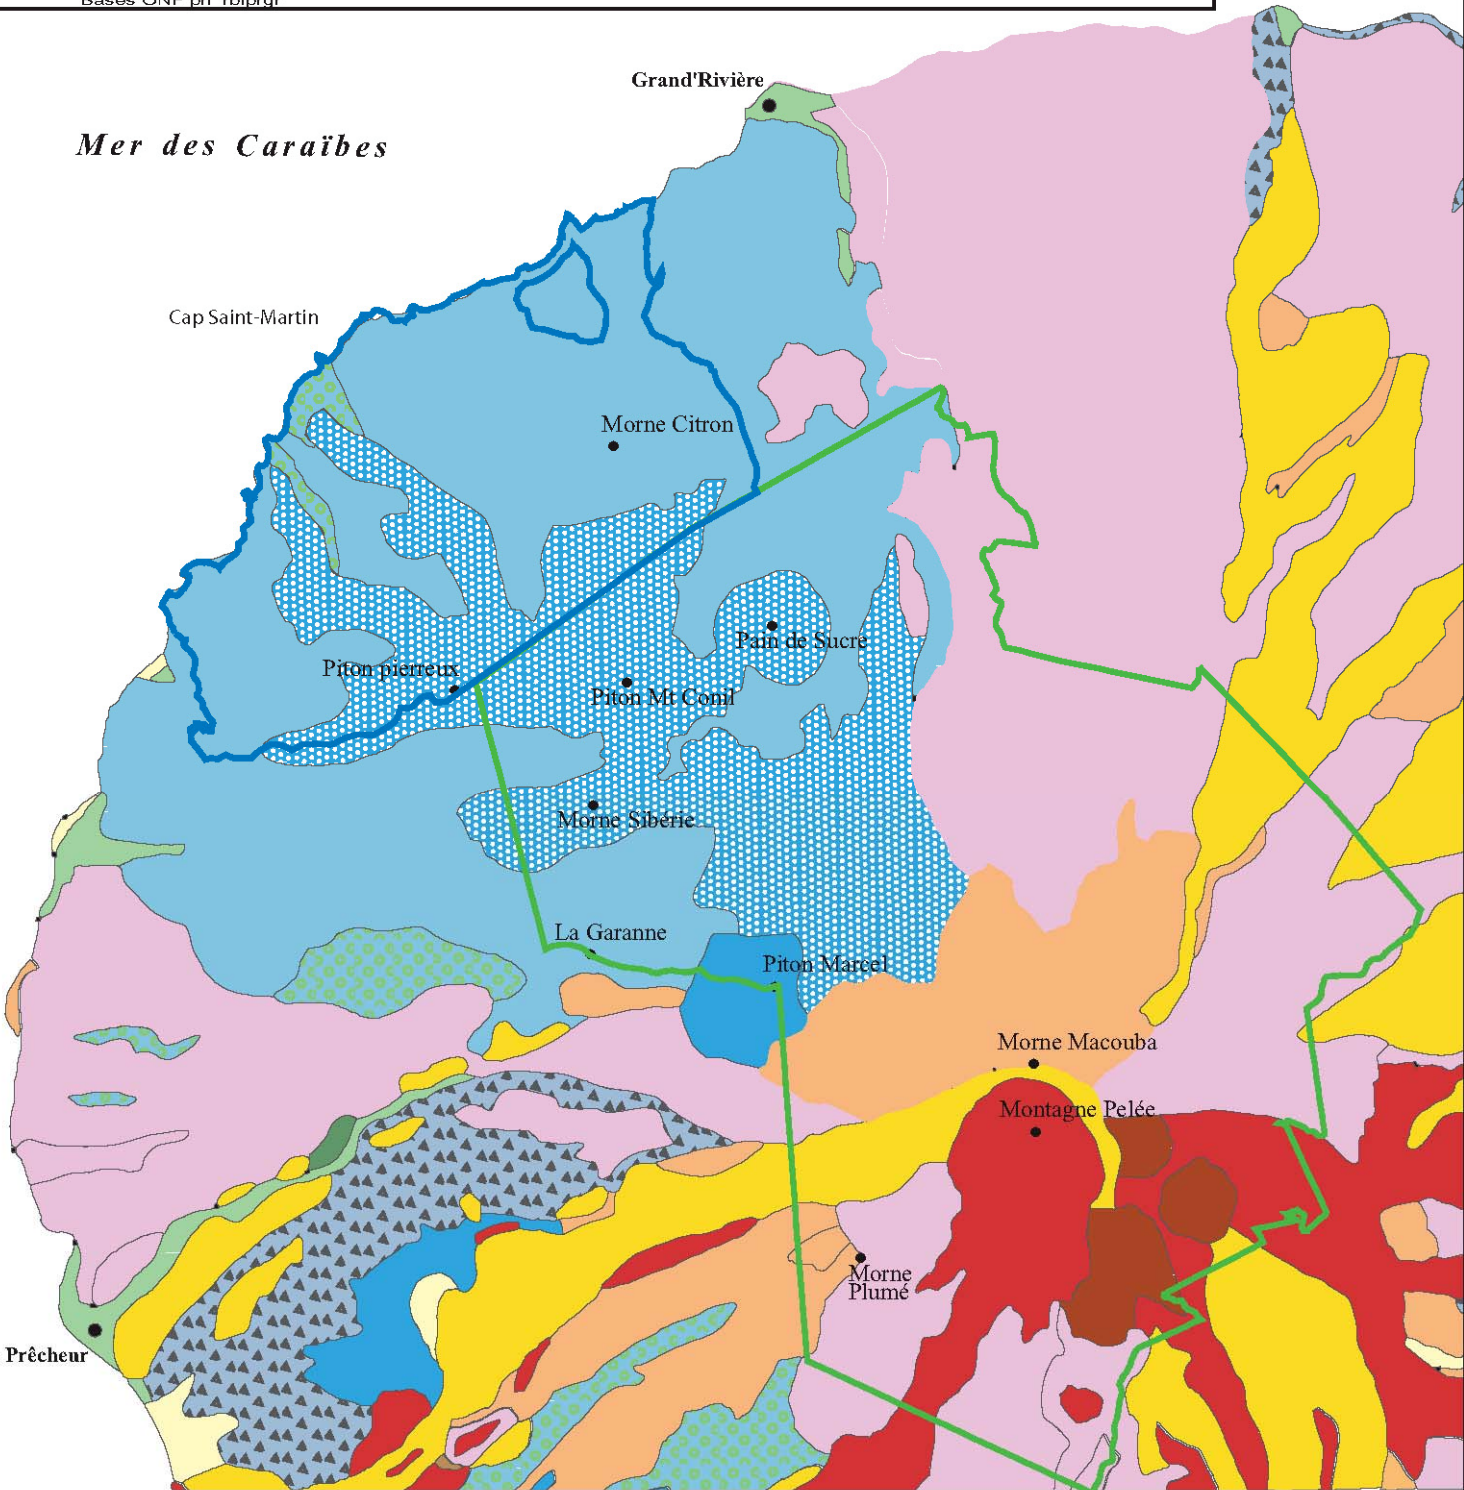 Grand'Rivière
Mer des Caraïbes
Cap Saint-Martin
Morne Citron
Pain de Sucre
Piton pierreux
Piton Mt Conil
Morne Sibérie
La Garanne
Piton Marcel
Morne Macouba
Montagne Pelée
Morne
Plumé
Prêcheur